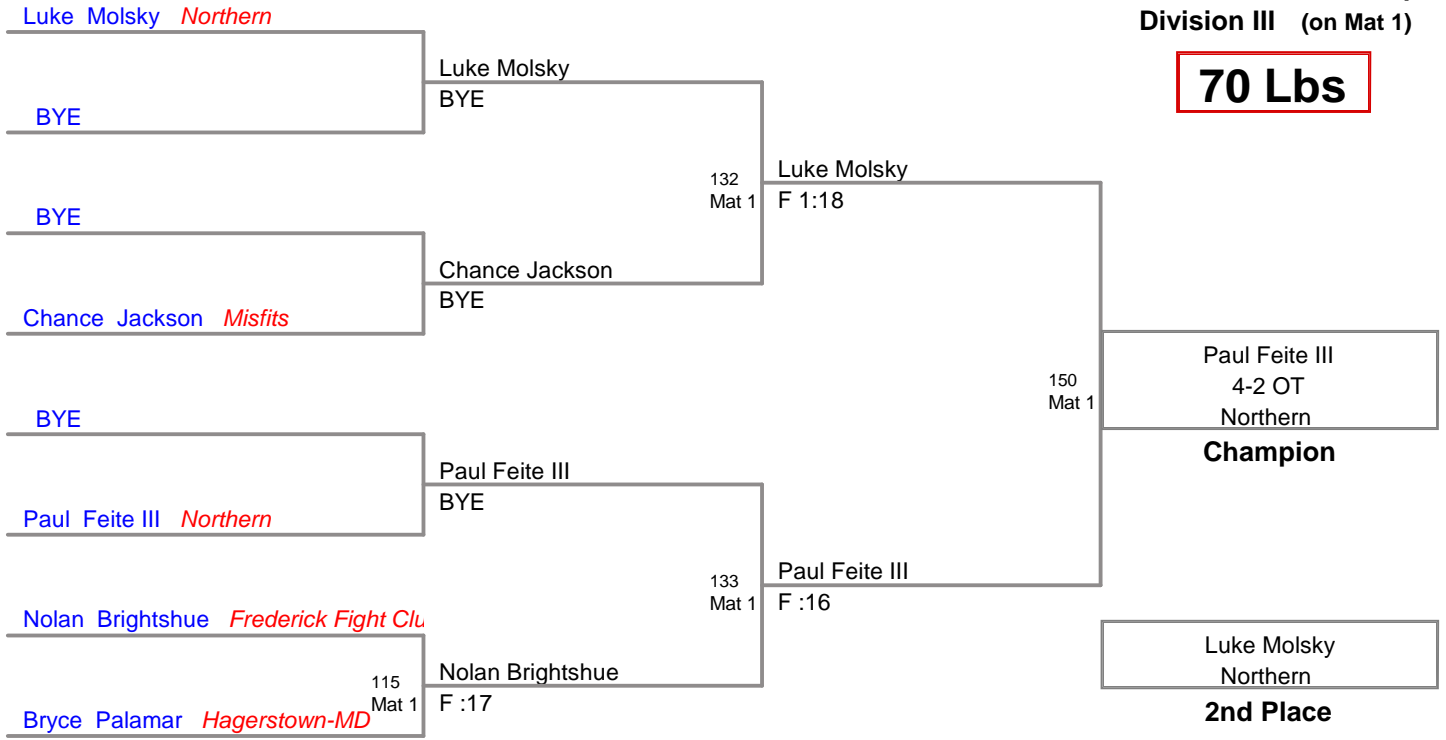 Luke Molsky Northern
BYE
BYE
Chance Jackson Misfits
BYE
Paul Feite III Northern
Nolan Brightshue Frederick Fight Clu
Bryce Palamar Hagerstown-MD
115
Mat 1
Luke Molsky
BYE
Chance Jackson
BYE
Paul Feite III
BYE
Nolan Brightshue
F :17
132
Mat 1
133
Mat 1
Luke Molsky
F 1:18
Paul Feite III
F :16
150
Mat 1
Division III (on Mat 1)
70 Lbs
Paul Feite III
4-2 OT
Northern
Champion
Luke Molsky
Northern
2nd Place